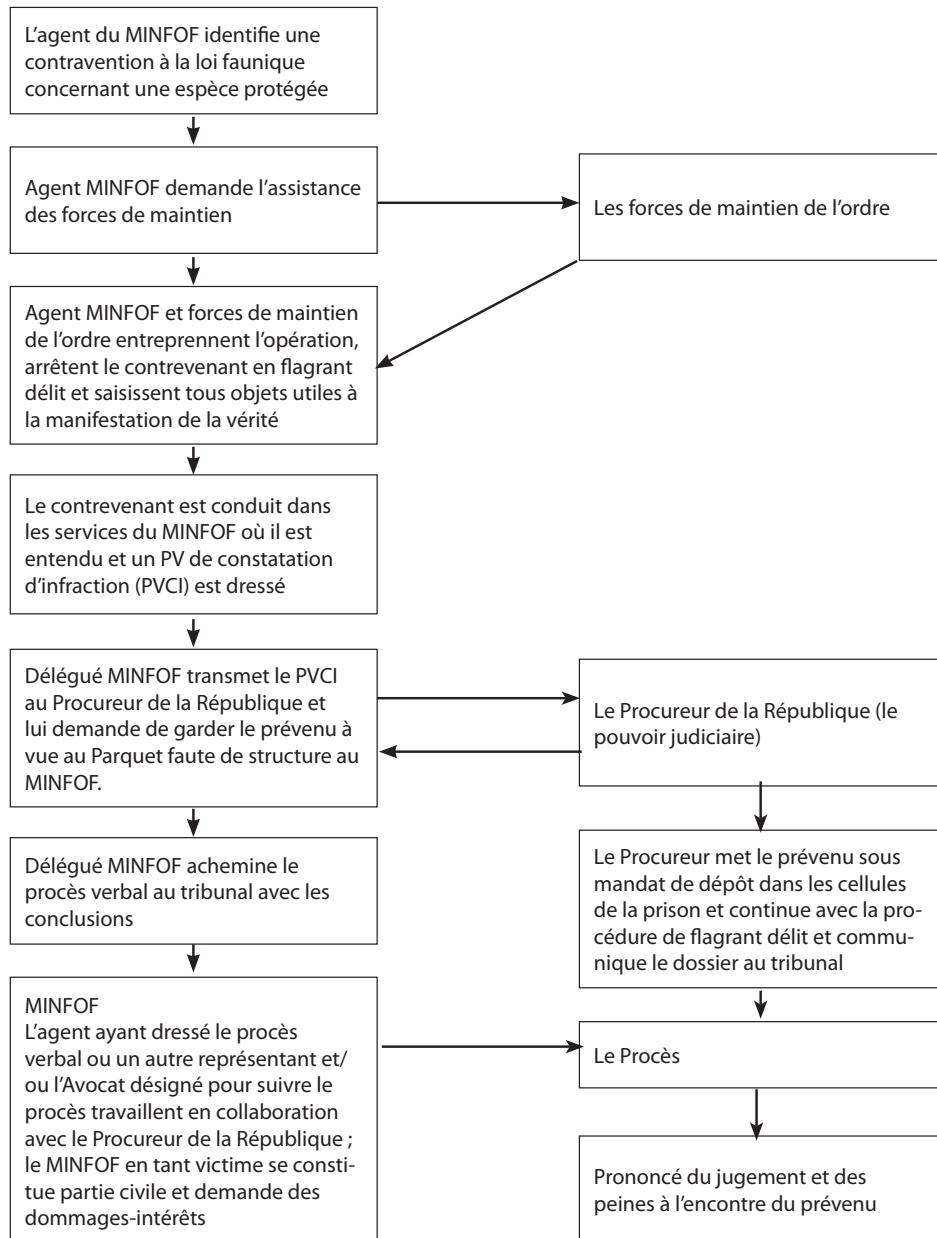 L’agent du MINFOF identifie une
contravention à la loi faunique
concernant une espèce protégée
Agent MINFOF demande l’assistance
des forces de maintien
Les forces de maintien de l’ordre
Agent MINFOF et forces de maintien
de l’ordre entreprennent l’opération,
arrêtent le contrevenant en flagrant
délit et saisissent tous objets utiles à
la manifestation de la vérité
Le contrevenant est conduit dans
les services du MINFOF où il est
entendu et un PV de constatation
d’infraction (PVCI) est dressé
Délégué MINFOF transmet le PVCI
au Procureur de la République et
lui demande de garder le prévenu à
vue au Parquet faute de structure au
MINFOF.
Le Procureur de la République (le
pouvoir judiciaire)
Délégué MINFOF achemine le
procès verbal au tribunal avec les
conclusions
Le Procureur met le prévenu sous
mandat de dépôt dans les cellules
de la prison et continue avec la pro-
cédure de flagrant délit et commu-
nique le dossier au tribunal
MINFOF
L’agent ayant dressé le procès
verbal ou un autre représentant et/
ou l’Avocat désigné pour suivre le
procès travaillent en collaboration
avec le Procureur de la République ;
le MINFOF en tant victime se consti-
tue partie civile et demande des
dommages-intérêts
Le Procès
Prononcé du jugement et des
peines à l’encontre du prévenu